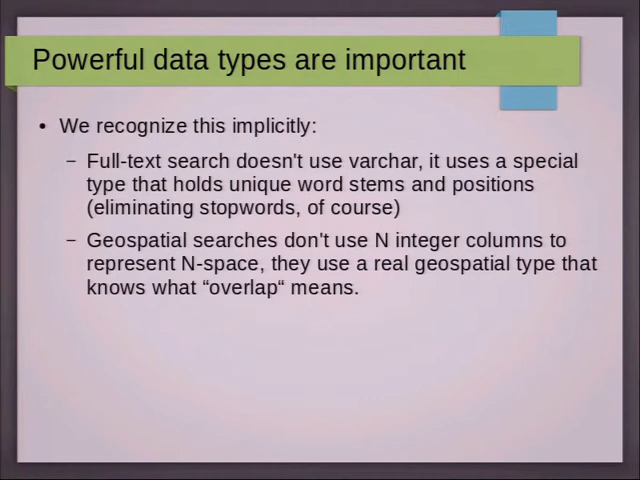 Powerful data types are important
• We recognize this implicitly:
– Full-text search doesn't use varchar, it uses a special
type that holds unique word stems and positions
(eliminating stopwords, of course)
– Geospatial searches don't use N integer columns to
represent N-space, they use a real geospatial type that
knows what “overlap“ means.